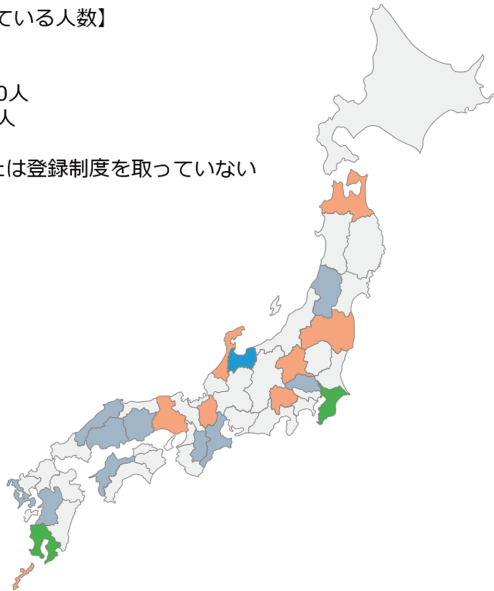 ている人数】
0人
人
は登録制度を取っていない